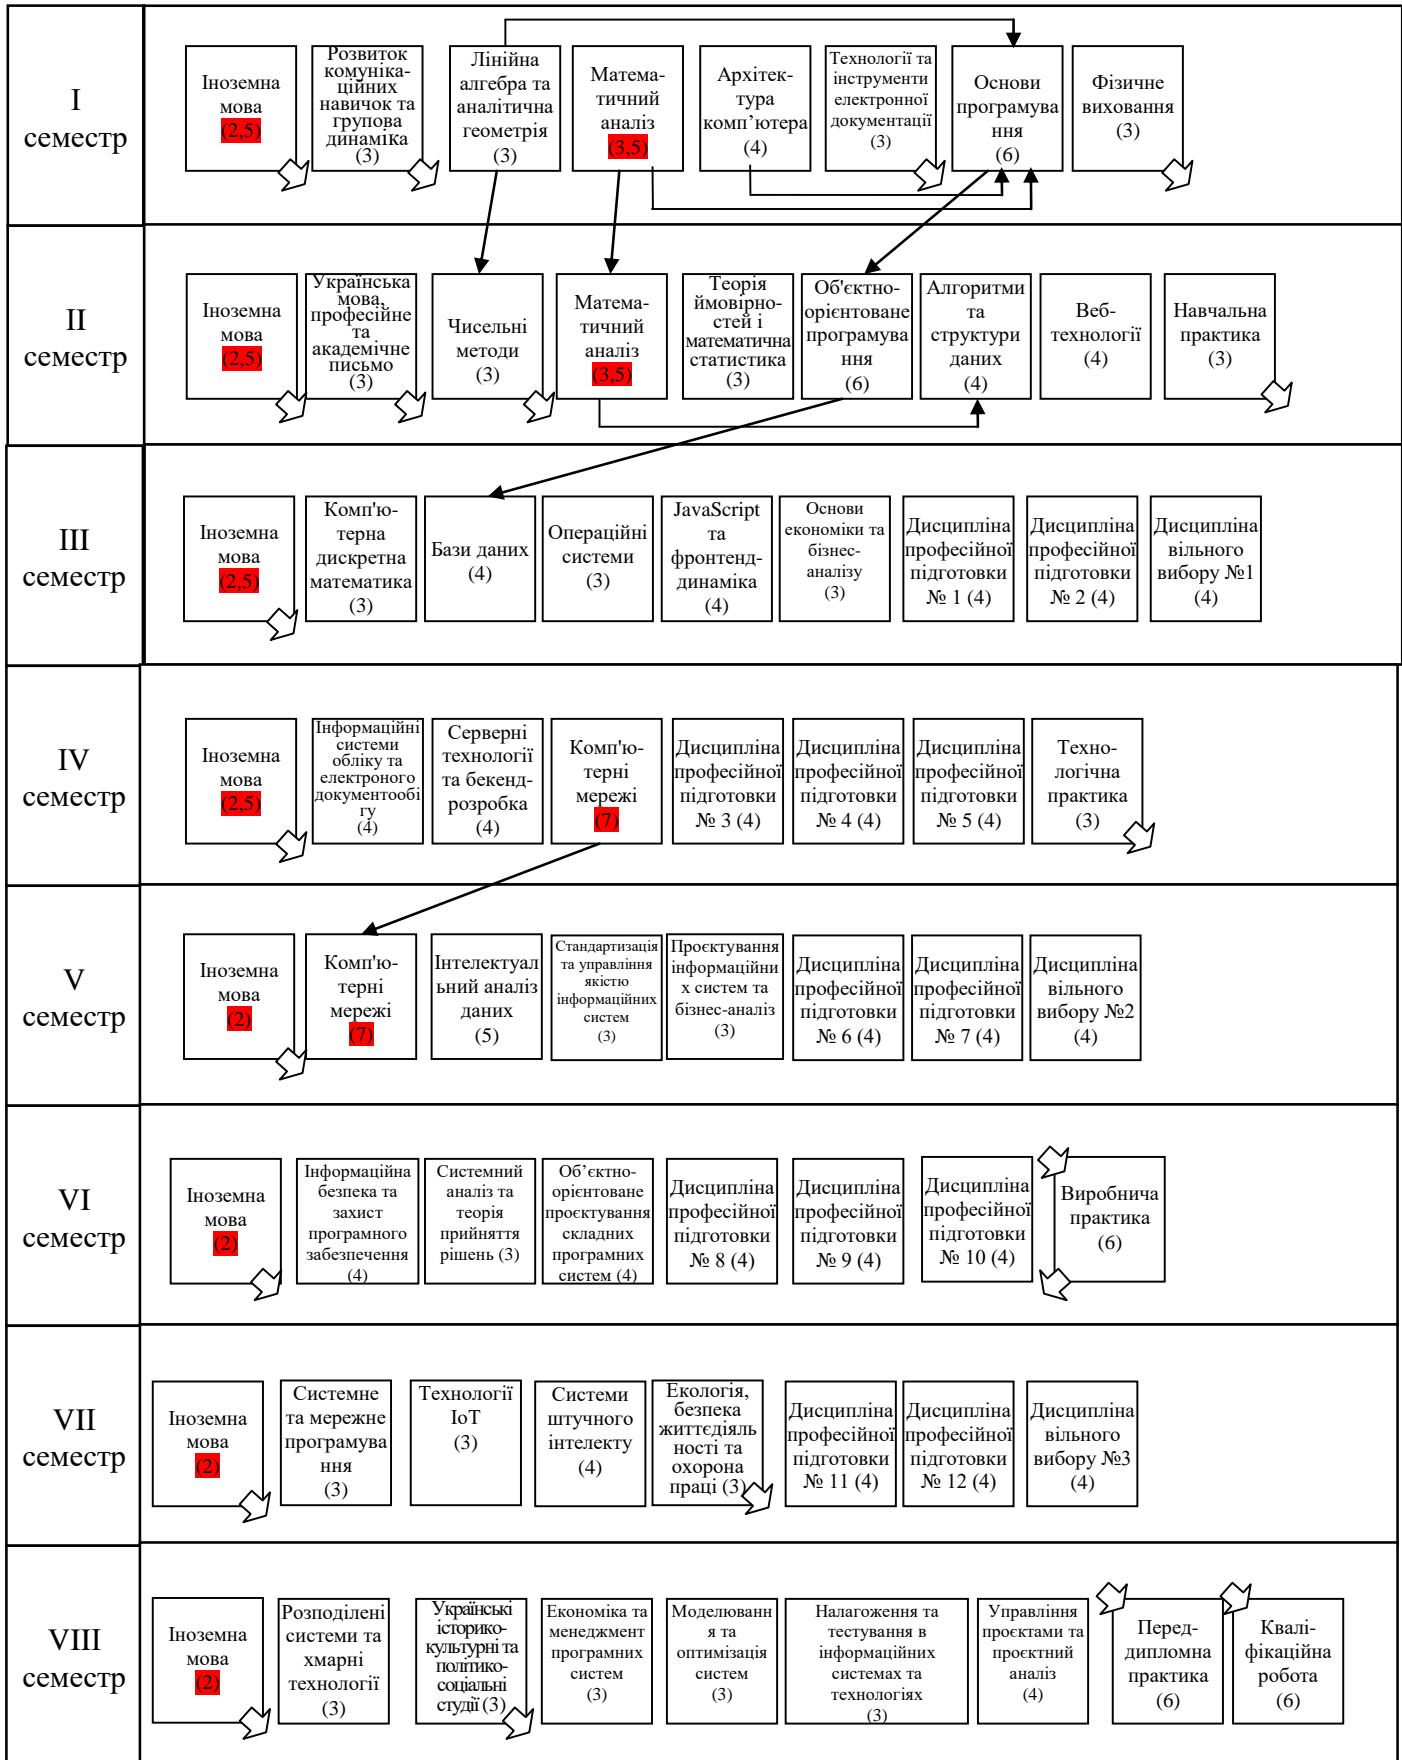 I
семестр
Іноземна
мова
(2,5)
Розвиток
комуніка-
ційних
навичок та
групова
динаміка
(3)
Лінійна
алгебра та
аналітична
геометрія
(3)
Матема-
тичний
аналіз
(3,5)
Архітек-
тура
комп’ютера
(4)
Технології та
інструменти
електронної
документації
(3)
Основи
програмува
ння
(6)
Фізичне
виховання
(3)
II
семестр
Іноземна
мова
(2,5)
Українська
мова,
професійне
та
академічне
письмо
(3)
Чисельні
методи
(3)
Матема-
тичний
аналіз
(3,5)
Теорія
ймовірно-
стей і
математична
статистика
(3)
Об'єктно-
орієнтоване
програмува
ння
(6)
Алгоритми
та
структури
даних
(4)
Веб-
технології
(4)
Навчальна
практика
(3)
III
семестр
Іноземна
мова
(2,5)
Комп'ю-
терна
дискретна
математика
(3)
Бази даних
(4)
Операційні
системи
(3)
JavaScript
та
фронтенд-
динаміка
(4)
Основи
економіки та
бізнес-
аналізу
(3)
Дисципліна
професійної
підготовки
№ 1 (4)
Дисципліна
професійної
підготовки
№ 2 (4)
Дисципліна
вільного
вибору №1
(4)
IV
семестр
Іноземна
мова
(2,5)
Інформаційні
системи
обліку та
електроного
документообі
гу
(4)
Серверні
технології
та бекенд-
розробка
(4)
Комп'ю-
терні
мережі
(7)
Дисципліна
професійної
підготовки
№ 3 (4)
Дисципліна
професійної
підготовки
№ 4 (4)
Дисципліна
професійної
підготовки
№ 5 (4)
Техно-
логічна
практика
(3)
V
семестр
Іноземна
мова
(2)
Комп'ю-
терні
мережі
(7)
Інтелектуал
ьний аналіз
даних
(5)
Стандартизація
та управління
якістю
інформаційних
систем
(3)
Проєктування
інформаційни
х систем та
бізнес-аналіз
(3)
Дисципліна
професійної
підготовки
№ 6 (4)
Дисципліна
професійної
підготовки
№ 7 (4)
Дисципліна
вільного
вибору №2
(4)
VI
семестр
Іноземна
мова
(2)
Інформаційна
безпека та
захист
програмного
забезпечення
(4)
Системний
аналіз та
теорія
прийняття
рішень (3)
Об’єктно-
орієнтоване
проєктування
складних
програмних
систем (4)
Дисципліна
професійної
підготовки
№ 8 (4)
Дисципліна
професійної
підготовки
№ 9 (4)
Дисципліна
професійної
підготовки
№ 10 (4)
Виробнича
практика
(6)
VII
семестр
Іноземна
мова
(2)
Системне
та мережне
програмува
ння
(3)
Технології
IoT
(3)
Системи
штучного
інтелекту
(4)
Екологія,
безпека
життєдіяль
ності та
охорона
праці (3)
Дисципліна
професійної
підготовки
№ 11 (4)
Дисципліна
професійної
підготовки
№ 12 (4)
Дисципліна
вільного
вибору №3
(4)
VIII
семестр
Іноземна
мова
(2)
Розподілені
системи та
хмарні
технології
(3)
Українські
історико-
культурні та
політико-
соціальні
студії (3)
Економіка та
менеджмент
програмних
систем
(3)
Моделюванн
я та
оптимізація
систем
(3)
Налагоження та
тестування в
інформаційних
системах та
технологіях
(3)
Управління
проєктами та
проєктний
аналіз
(4)
Перед-
дипломна
практика
(6)
Квалі-
фікаційна
робота
(6)